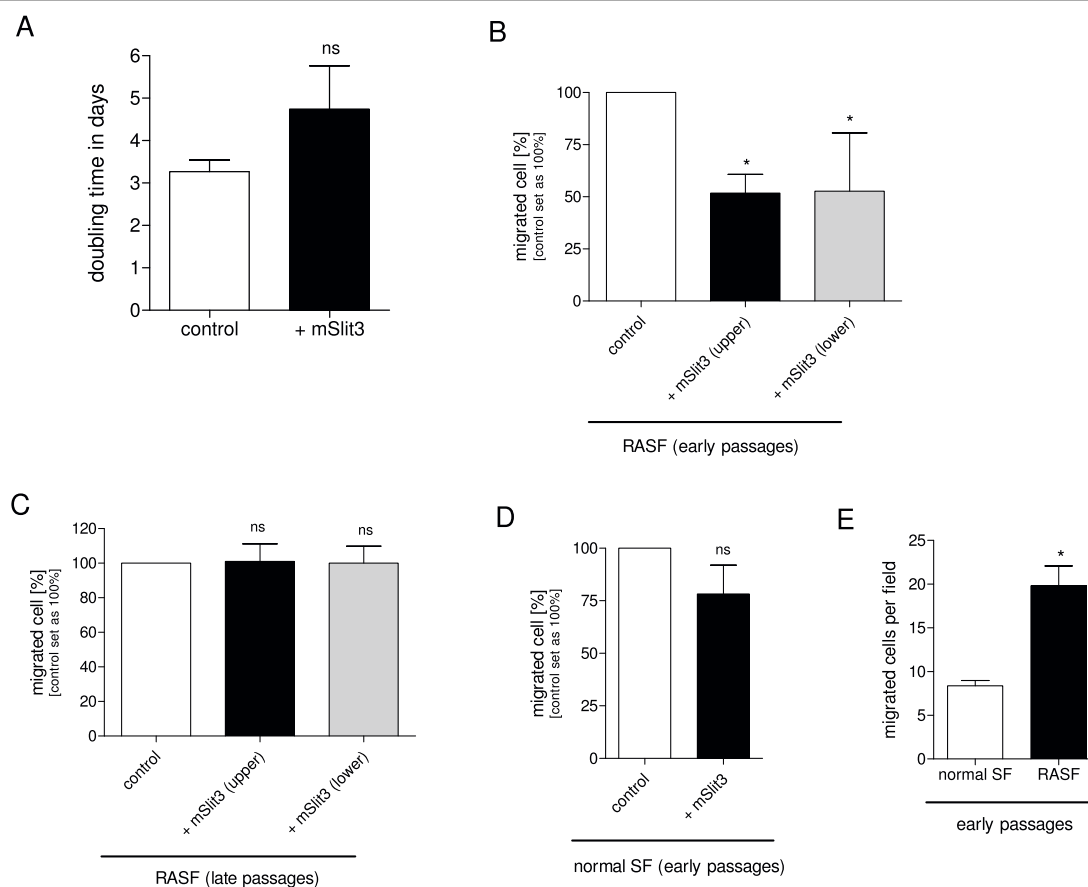 A
doubling time in days
6
5
4
3
2
1
0
ns
control
+ mSlit3
B
migrated cell [%]
[control set as 100%]
100
75
50
25
0
*
*
control
+ mSlit3 (upper)
+ mSlit3 (lower)
RASF (early passages)
C
migrated cell [%]
[control set as 100%]
120
100
80
60
40
20
0
ns
ns
control
+ mSlit3 (upper)
+ mSlit3 (lower)
RASF (late passages)
D
migrated cell [%]
[control set as 100%]
100
75
50
25
0
ns
control
+ mSlit3
normal SF (early passages)
E
migrated cells per field
25
20
15
10
5
0
*
normal SF
RASF
early passages